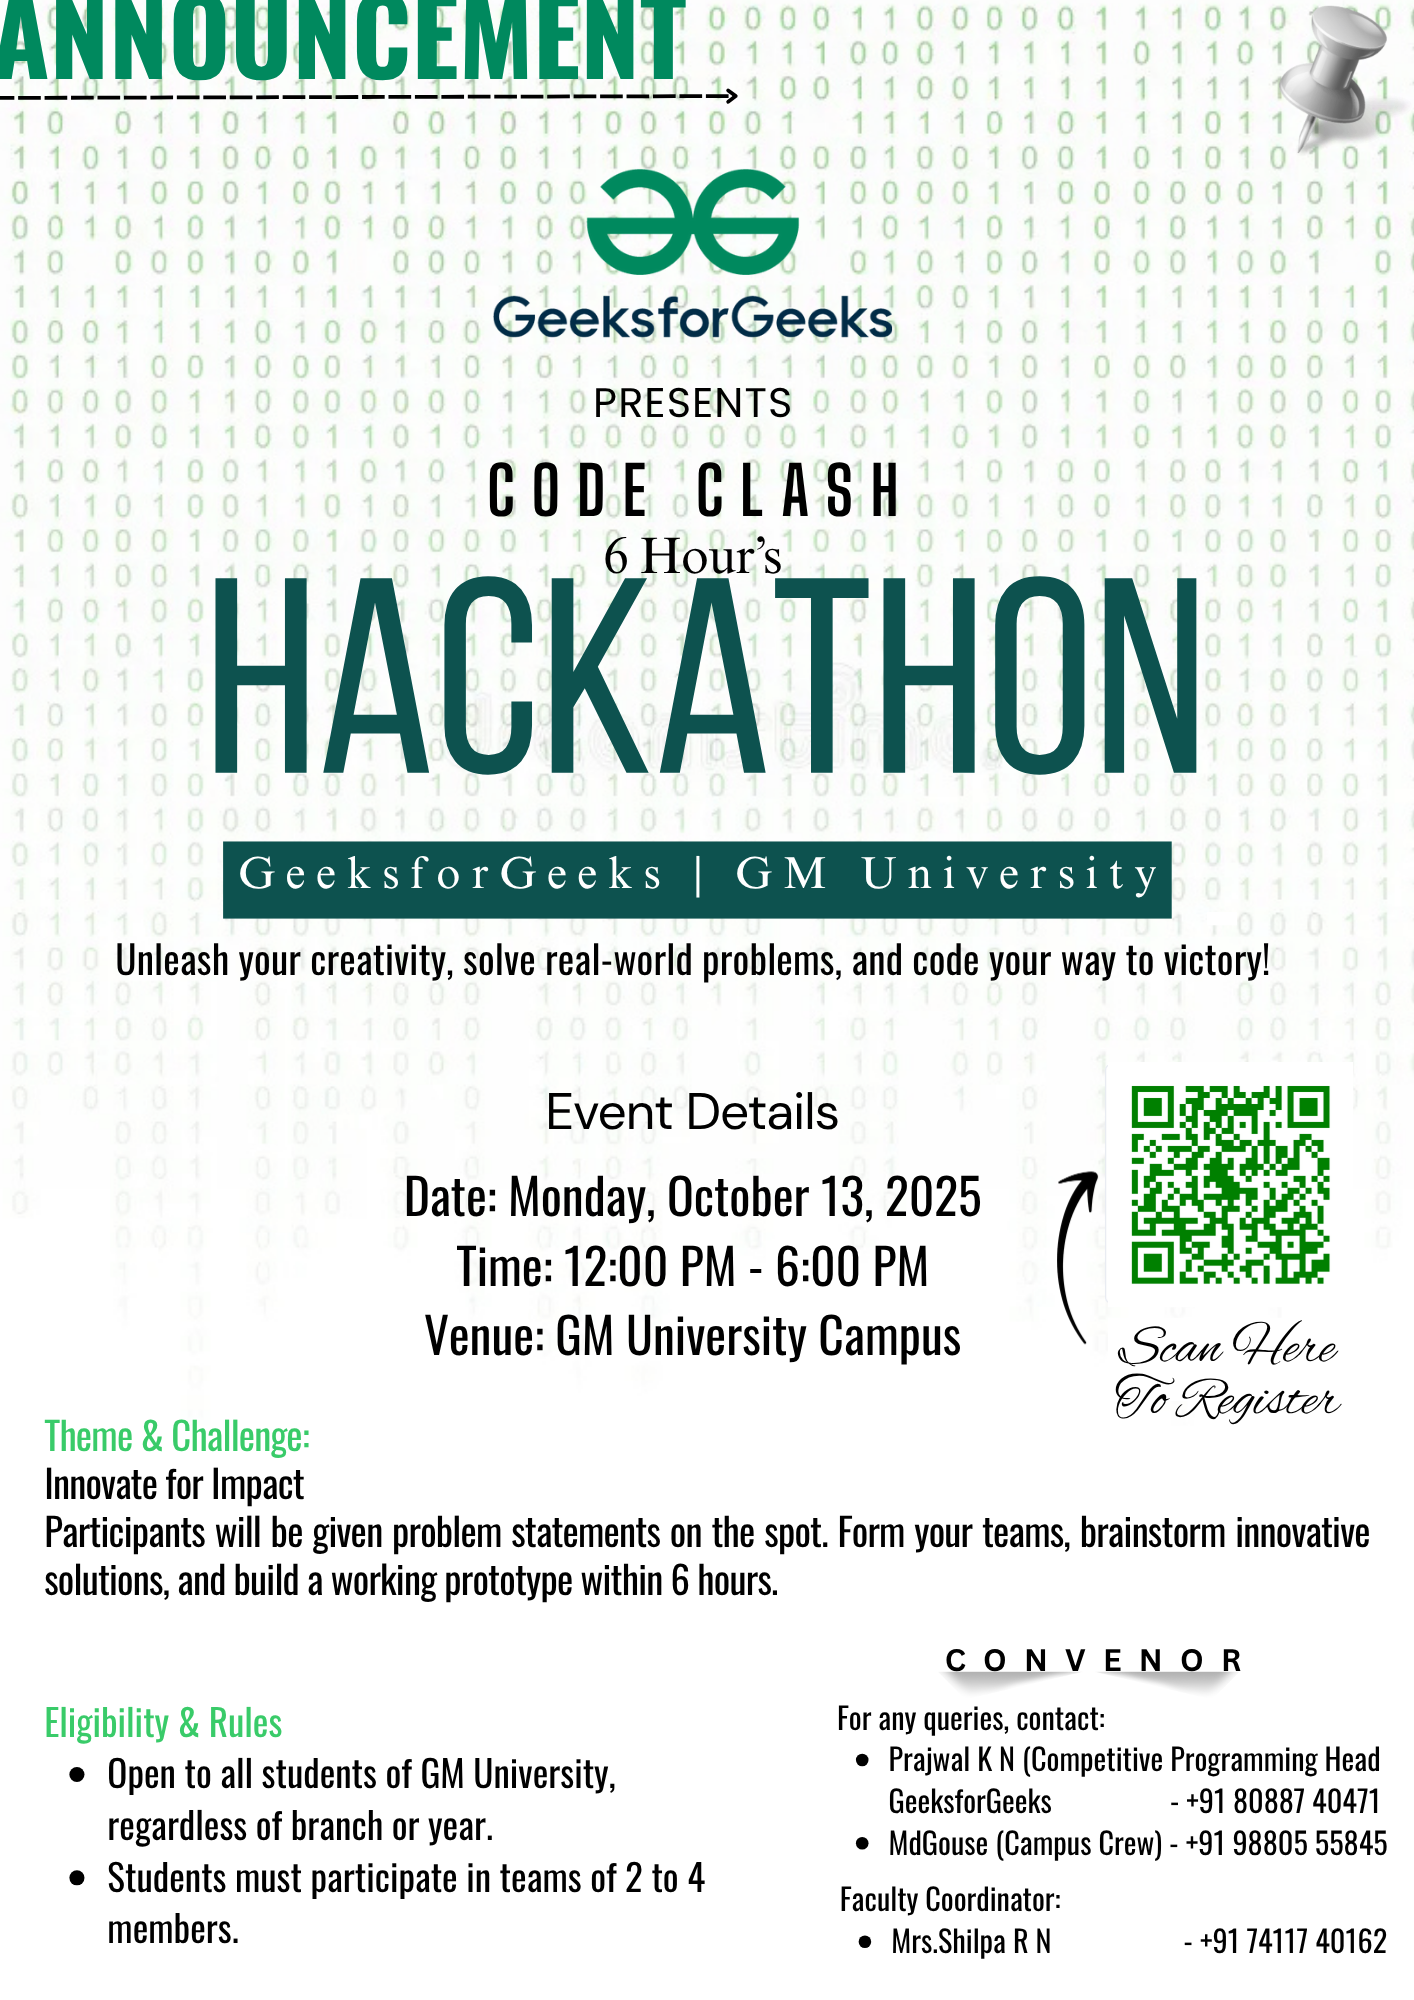 ANNOUNCEMENT
GeeksforGeeks
PRESENTS
CODE CLASH
6 Hour's
HACKATHON
GeeksforGeeks | GM University
Unleash your creativity, solve real-world problems, and code your way to victory!
Event Details
Date: Monday, October 13, 2025
Time: 12:00 PM - 6:00 PM
Venue: GM University Campus
Scan Here
To Register
Theme & Challenge:
Innovate for Impact
Participants will be given problem statements on the spot. Form your teams, brainstorm innovative
solutions, and build a working prototype within 6 hours.
Eligibility & Rules
• Open to all students of GM University,
regardless of branch or year.
• Students must participate in teams of 2 to 4
members.
CONVENOR
For any queries, contact:
• Prajwal K N (Competitive Programming Head
GeeksforGeeks - +91 80887 40471
• MdGouse (Campus Crew) - +91 98805 55845
Faculty Coordinator:
• Mrs.Shilpa R N - +91 74117 40162